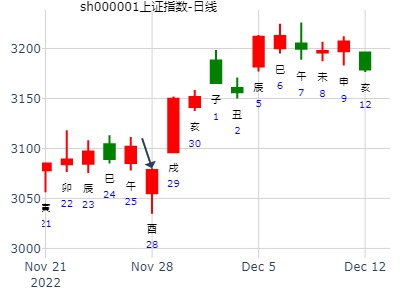 sh000001上证指数-日线
3200
3150
3100
3050
3000
寅
21
卯
22
辰
23
巳
24
午
25
酉
28
戌
29
亥
30
子
1
丑
2
辰
5
巳
6
午
7
未
8
申
9
亥
12
Nov 21
2022
Nov 28
Dec 5
Dec 12